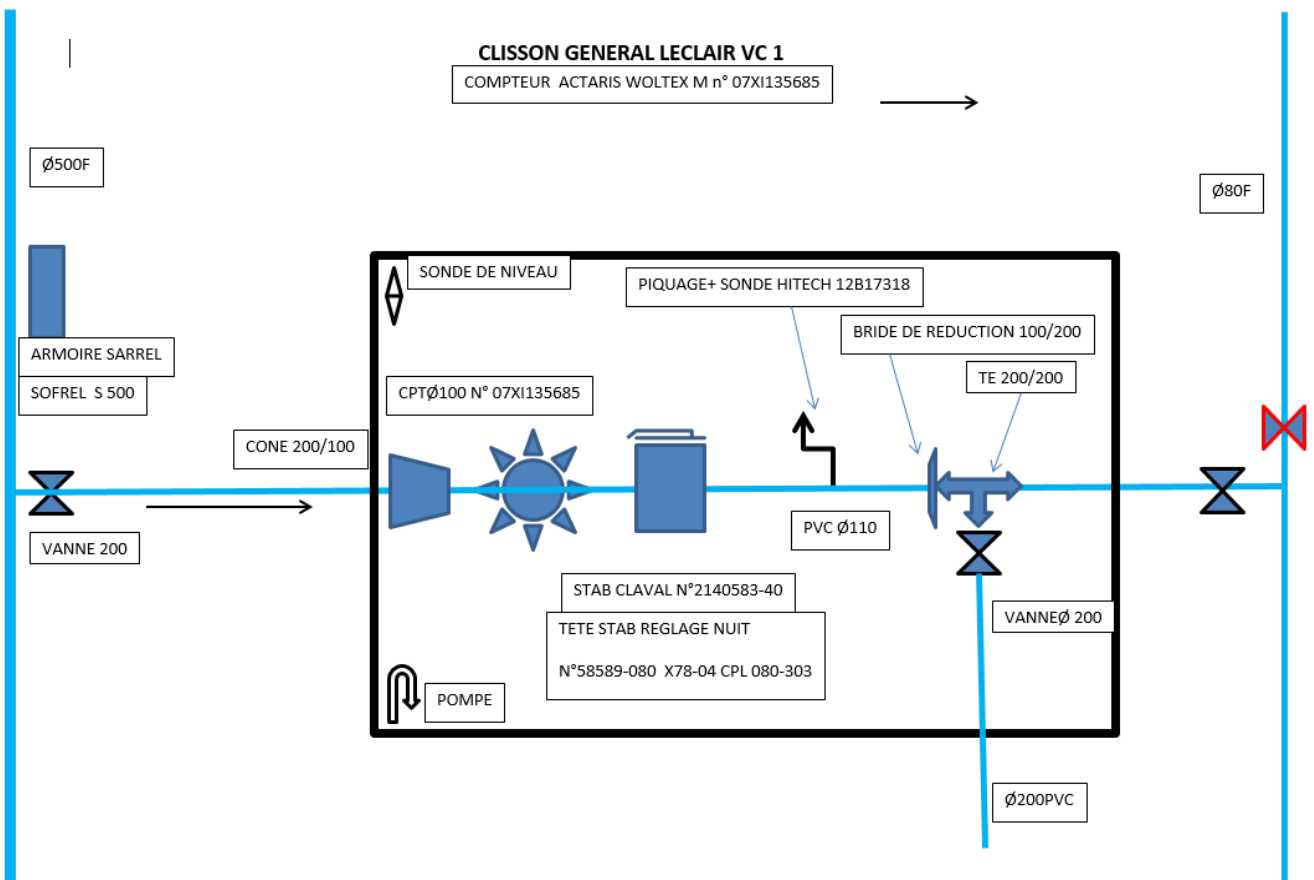 CLISSON GENERAL LECLAIR VC 1
COMPTEUR ACTARIS WOLTEX M n° 07XI135685
Ø500F
Ø80F
SONDE DE NIVEAU
PIQUAGE+ SONDE HITECH 12B17318
BRIDE DE REDUCTION 100/200
ARMOIRE SARREL
TE 200/200
SOFREL S 500
CPTØ100 N° 07XI135685
CONE 200/100
VANNE 200
PVC Ø110
STAB CLAVAL N°2140583-40
VANNEØ 200
TETE STAB REGLAGE NUIT
N°58589-080 X78-04 CPL 080-303
POMPE
Ø200PVC